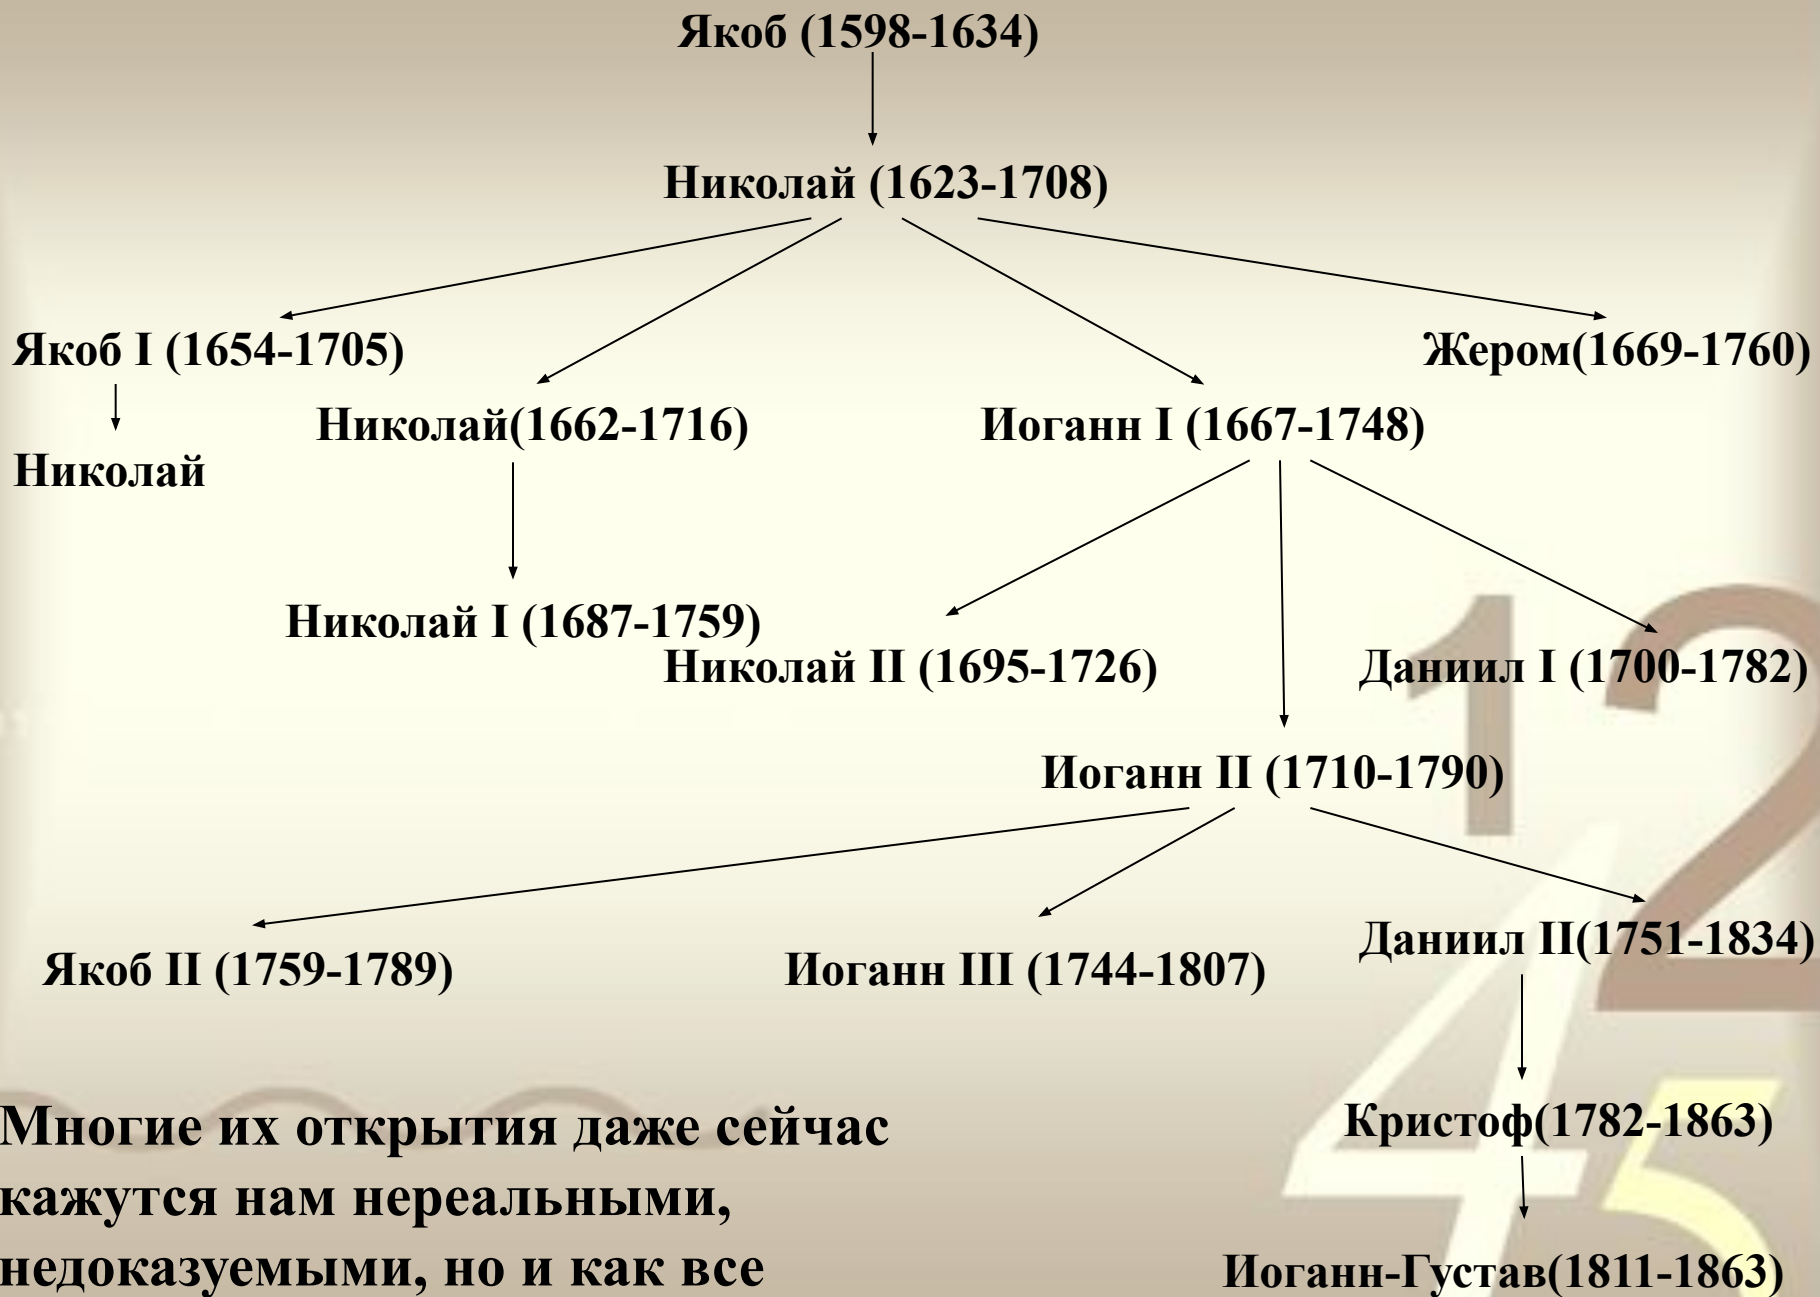 Якоб (1598-1634)
Николай (1623-1708)
Якоб I (1654-1705)
Жером(1669-1760)
Николай(1662-1716)
Иоганн I (1667-1748)
Николай
Николай I (1687-1759)
Николай II (1695-1726)
Даниил I (1700-1782)
Иоганн II (1710-1790)
Якоб II (1759-1789)
Иоганн III (1744-1807)
Даниил II(1751-1834)
Кристоф(1782-1863)
Иоганн-Густав(1811-1863)
Многие их открытия даже сейчас
кажутся нам нереальными,
недоказуемыми, но и как все
12
45